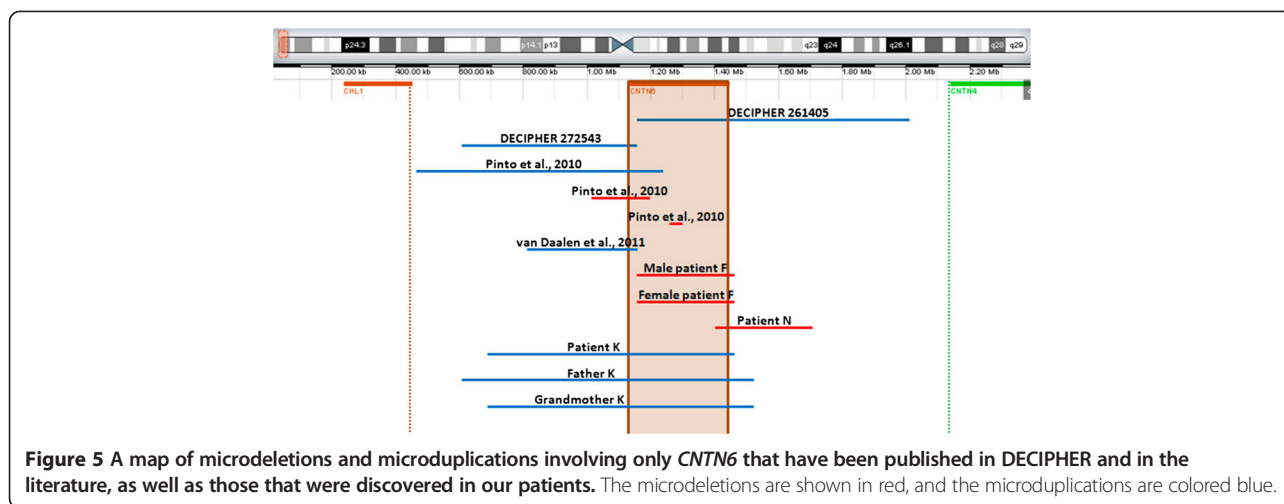 p24.3 p14.1 p13 q23 q24 q26.1 q28 q29
200.00 kb 400.00 kb 600.00 kb 800.00 kb 1.00 Mb 1.20 Mb 1.40 Mb 1.60 Mb 1.80 Mb 2.00 Mb 2.20 Mb
CHL1 CNTN6 CNTN4
DECIPHER 261405
DECIPHER 272543
Pinto et al., 2010
Pinto et al., 2010
Pinto et al., 2010
van Daalen et al., 2011
Male patient F
Female patient F
Patient N
Patient K
Father K
Grandmother K
Figure 5 A map of microdeletions and microduplications involving only CNTN6 that have been published in DECIPHER and in the
literature, as well as those that were discovered in our patients. The microdeletions are shown in red, and the microduplications are colored blue.